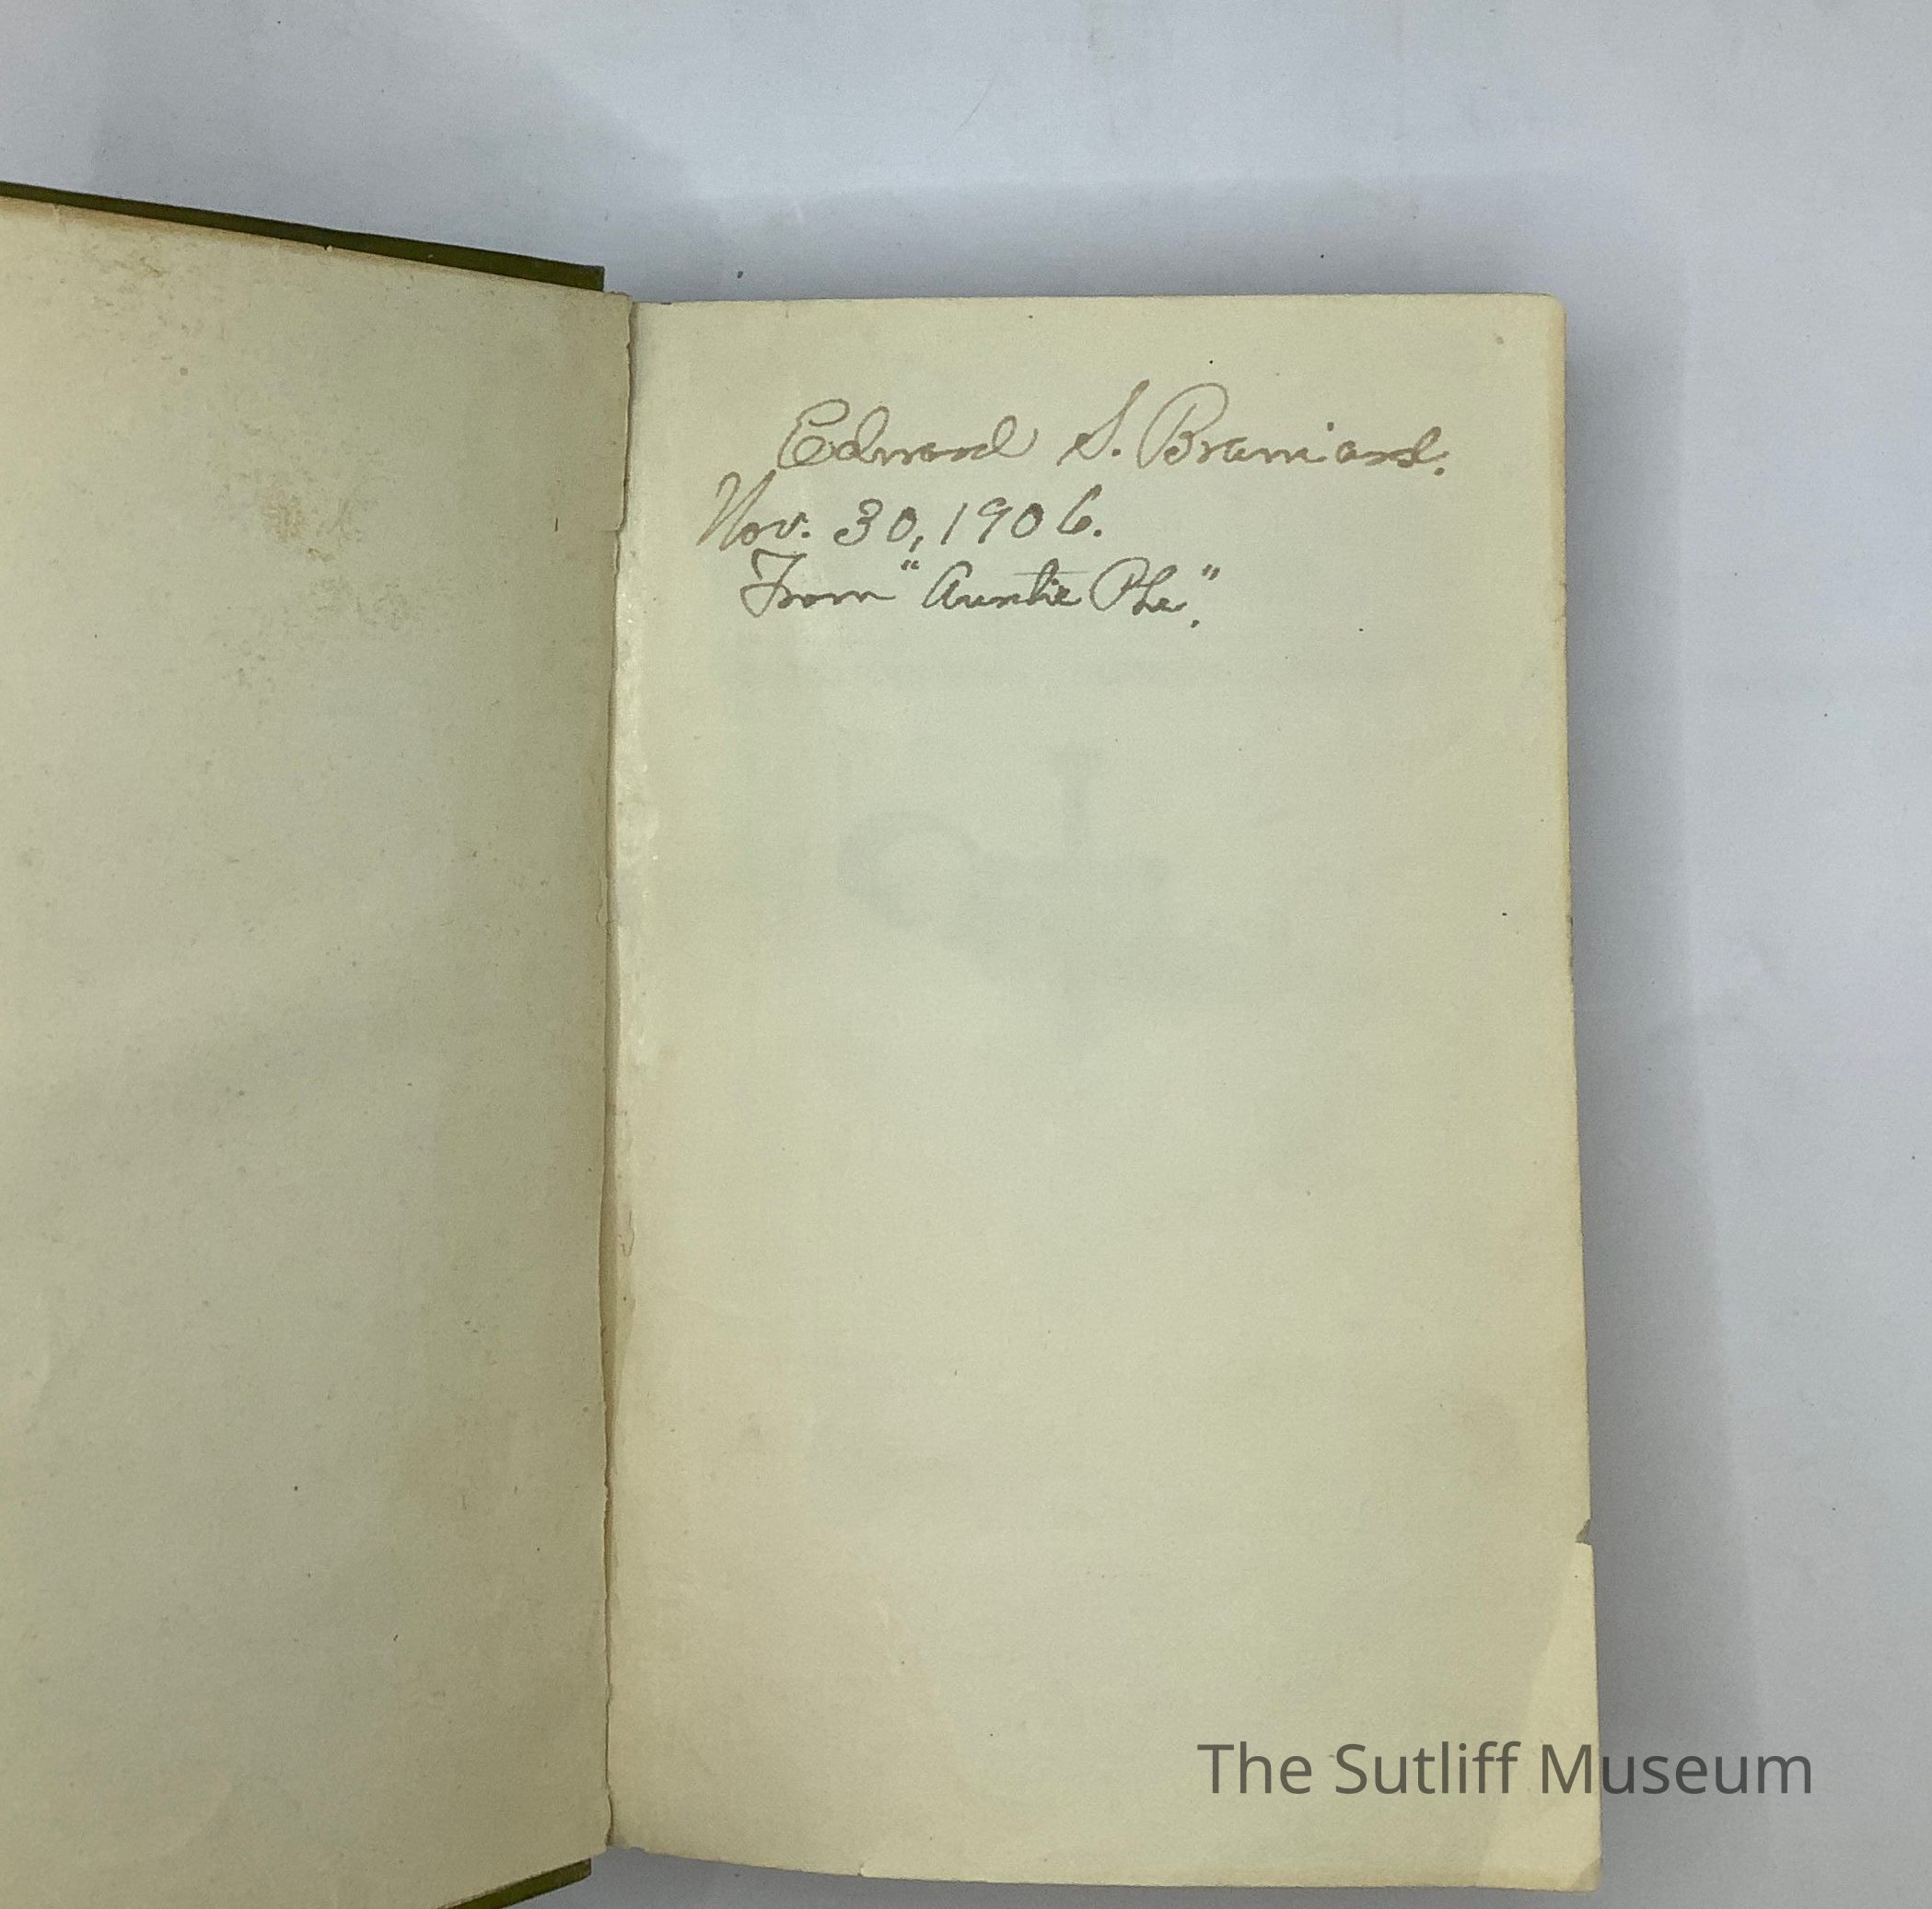 Edward S. Brainard.
Nov. 30, 1906.
From "Auntie Phe".
The Sutliff Museum